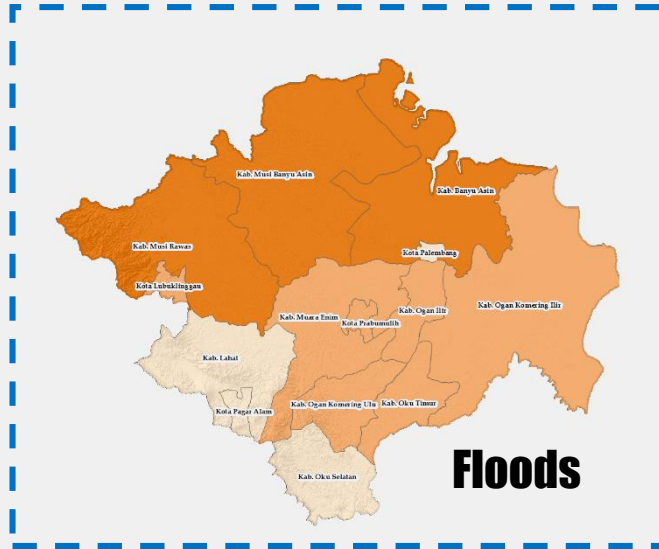 Kab. Musi Banyu Asin
Kab. Banyu Asin
Kab. Musi Rawas
Kota Palembang
Kota Lubuklinggau
Kab. Ogan Komering Ilir
Kab. Ogan Ilir
Kab. Muara Enim
Kota Prabumulih
Kab. Lahat
Kab. Ogan Komering Ulu
Kab. Oku Timur
Kota Pagar Alam
Kab. Oku Selatan
Floods